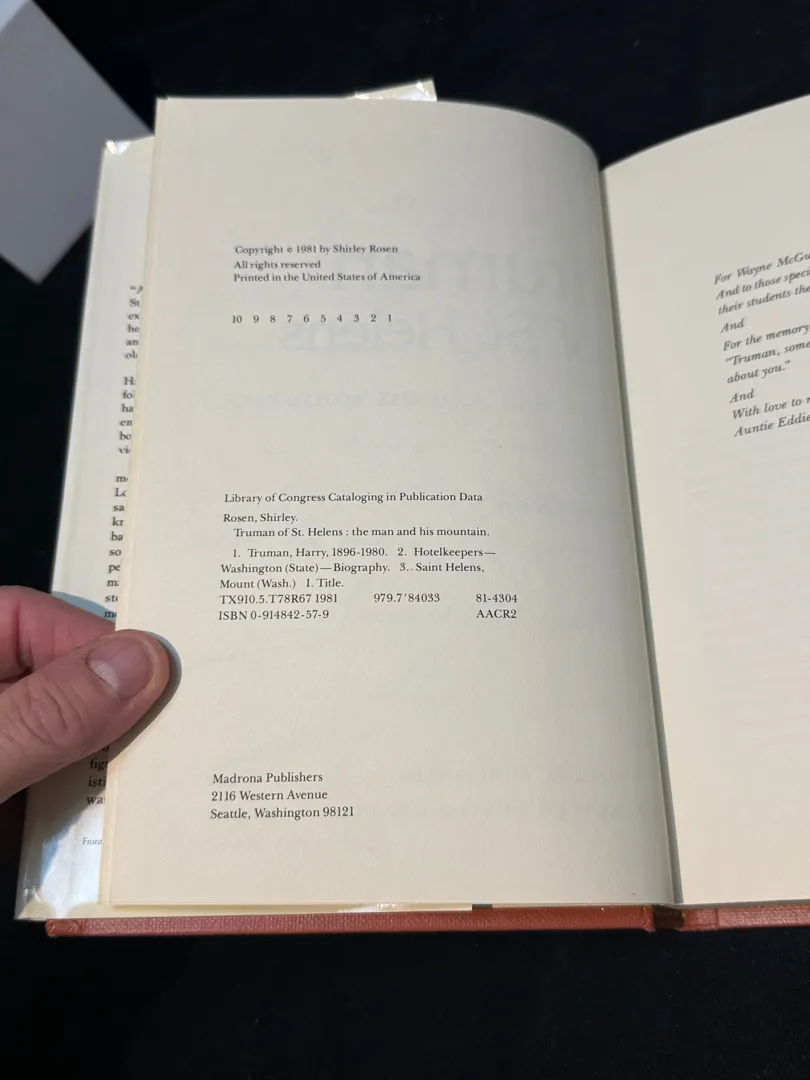 Copyright © 1981 by Shirley Rosen
All rights reserved
Printed in the United States of America
10 9 8 7 6 5 4 3 2 1
Library of Congress Cataloging in Publication Data
Rosen, Shirley.
Truman of St. Helens : the man and his mountain.
1. Truman, Harry, 1896-1980. 2. Hotelkeepers—
Washington (State)—Biography. 3.. Saint Helens,
Mount (Wash.) I. Title.
TX910.5.T78R67 1981 979.7'84033 81-4304
ISBN 0-914842-57-9 AACR2
Madrona Publishers
2116 Western Avenue
Seattle, Washington 98121
For Wayne
And to those
their students
And
For the memory
"Truman,
about you."
And
With love to
Auntie Eddie